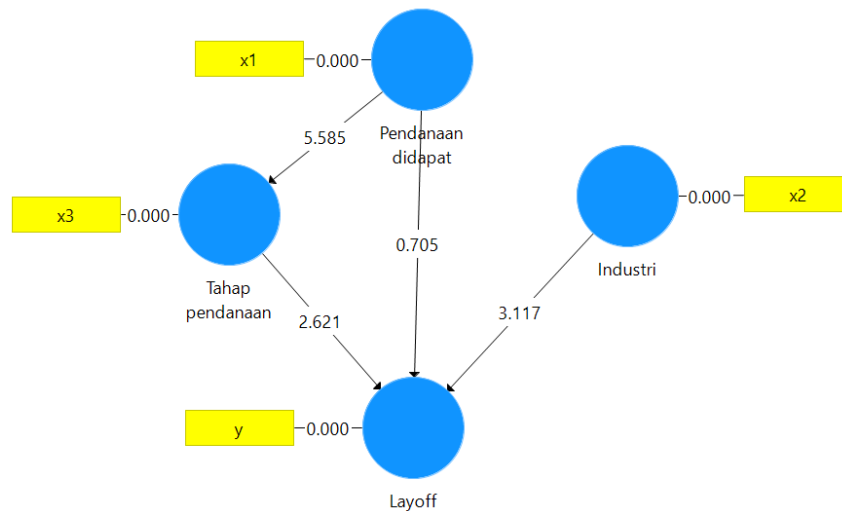 x1
0.000
5.585
Pendanaan
didapat
x3
0.000
0.000
x2
Tahap
pendanaan
0.705
Industri
2.621
3.117
y
0.000
Layoff